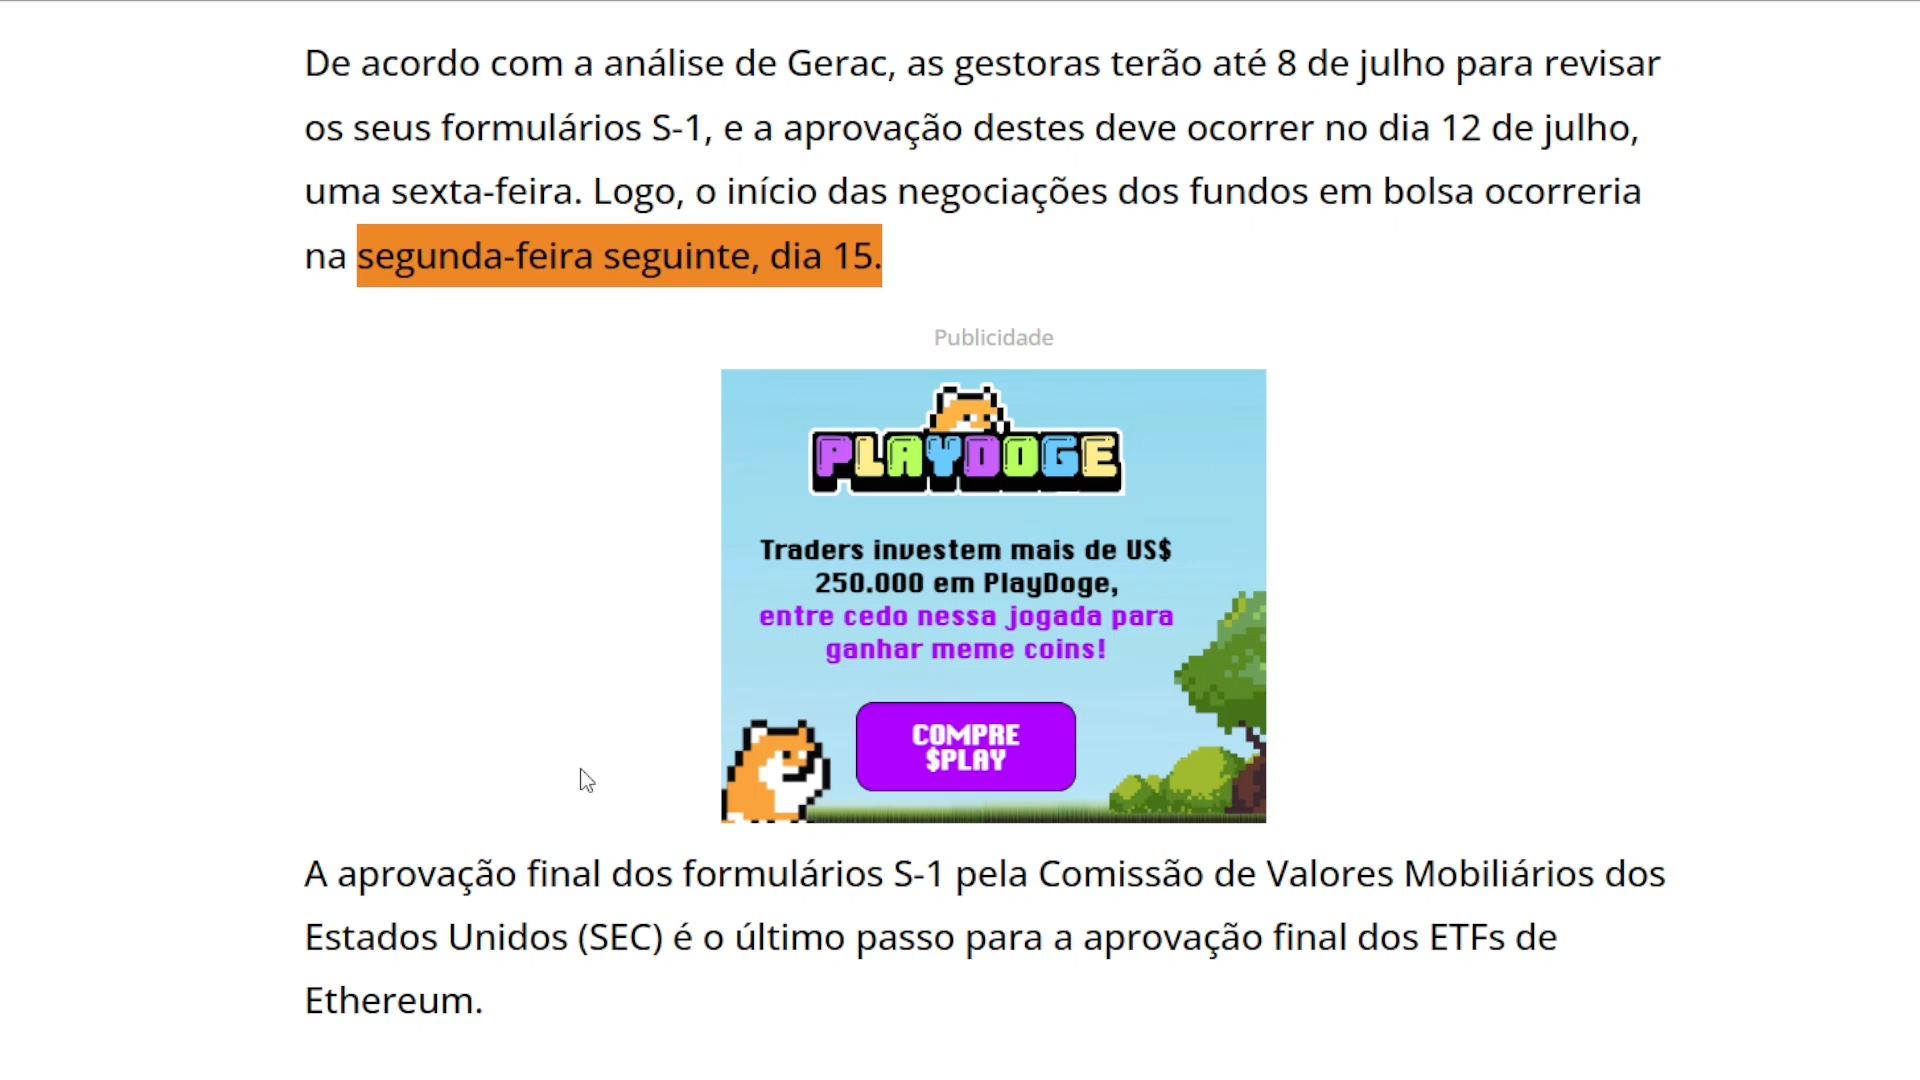 De acordo com a análise de Gerac, as gestoras terão até 8 de julho para revisar
os seus formulários S-1, e a aprovação destes deve ocorrer no dia 12 de julho,
uma sexta-feira. Logo, o início das negociações dos fundos em bolsa ocorreria
na segunda-feira seguinte, dia 15.
Publicidade
PLAYDOGE
Traders investem mais de US$
250.000 em PlayDoge,
entre cedo nessa jogada para
ganhar meme coins!
COMPRE
$PLAY
A aprovação final dos formulários S-1 pela Comissão de Valores Mobiliários dos
Estados Unidos (SEC) é o último passo para a aprovação final dos ETFs de
Ethereum.